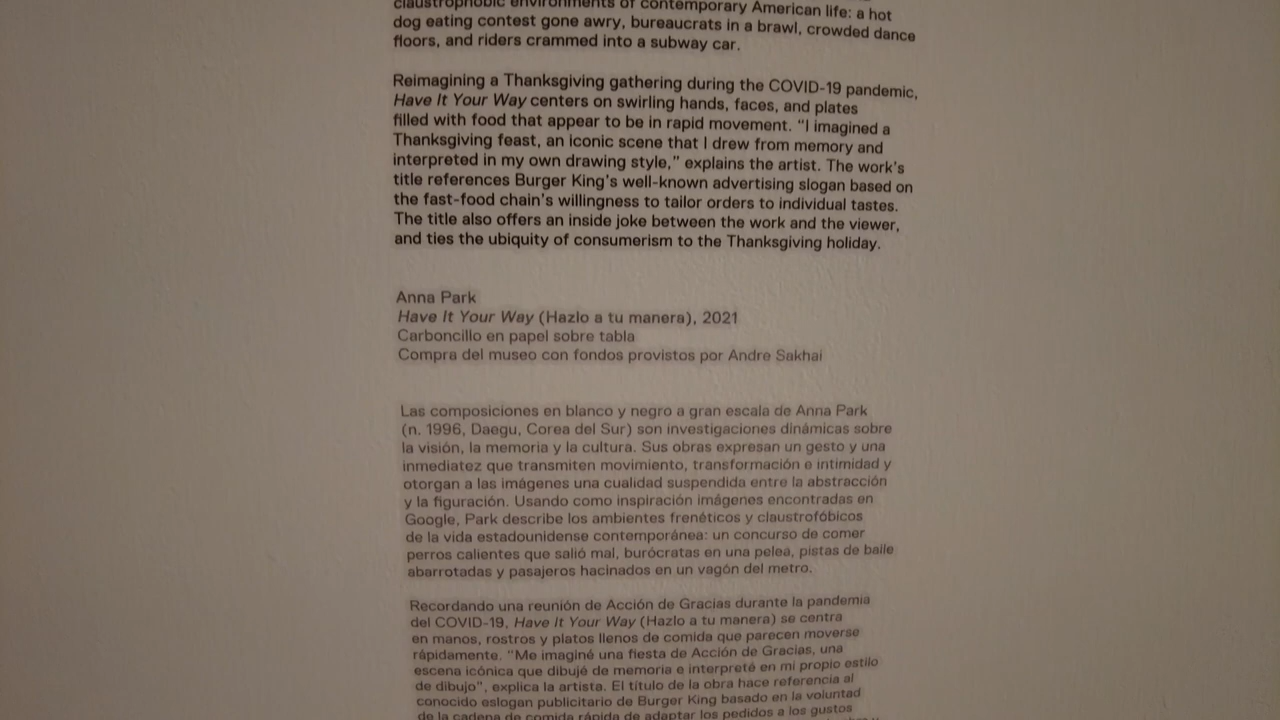 claustrophobic environments of contemporary American life: a hot
dog eating contest gone awry, bureaucrats in a brawl, crowded dance
floors, and riders crammed into a subway car.
Reimagining a Thanksgiving gathering during the COVID-19 pandemic,
Have It Your Way centers on swirling hands, faces, and plates
filled with food that appear to be in rapid movement. “I imagined a
Thanksgiving feast, an iconic scene that I drew from memory and
interpreted in my own drawing style,” explains the artist. The work’s
title references Burger King’s well-known advertising slogan based on
the fast-food chain’s willingness to tailor orders to individual tastes.
The title also offers an inside joke between the work and the viewer,
and ties the ubiquity of consumerism to the Thanksgiving holiday.
Anna Park
Have It Your Way (Hazlo a tu manera), 2021
Carboncillo en papel sobre tabla
Compra del museo con fondos provistos por Andre Sakhai
Las composiciones en blanco y negro a gran escala de Anna Park
(n. 1996, Daegu, Corea del Sur) son investigaciones dinámicas sobre
la visión, la memoria y la cultura. Sus obras expresan un gesto y una
inmediatez que transmiten movimiento, transformación e intimidad y
otorgan a las imágenes una cualidad suspendida entre la abstracción
y la figuración. Usando como inspiración imágenes encontradas en
Google, Park describe los ambientes frenéticos y claustrofóbicos
de la vida estadounidense contemporánea: un concurso de comer
perros calientes que salió mal, burócratas en una pelea, pistas de baile
abarrotadas y pasajeros hacinados en un vagón del metro.
Recordando una reunión de Acción de Gracias durante la pandemia
del COVID-19, Have It Your Way (Hazlo a tu manera) se centra
en manos, rostros y platos llenos de comida que parecen moverse
rápidamente. “Me imaginé una fiesta de Acción de Gracias, una
escena icónica que dibujé de memoria e interpreté en mi propio estilo
de dibujo”, explica la artista. El título de la obra hace referencia al
conocido eslogan publicitario de Burger King basado en la voluntad
de la cadena de comida rápida de adaptar los pedidos a los gustos